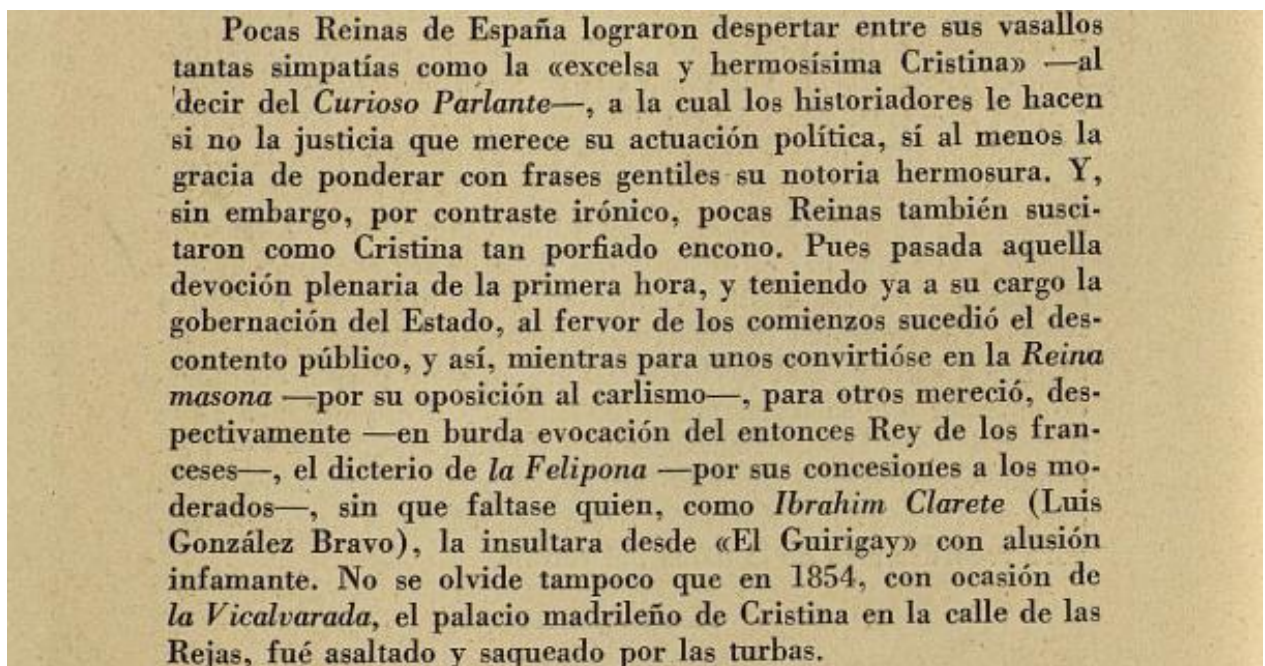 Pocas Reinas de España lograron despertar entre sus vasallos
tantas simpatías como la «excelsa y hermosísima Cristina» —al
decir del Curioso Parlante—, a la cual los historiadores le hacen
si no la justicia que merece su actuación política, sí al menos la
gracia de ponderar con frases gentiles su notoria hermosura. Y,
sin embargo, por contraste irónico, pocas Reinas también susci-
taron como Cristina tan porfiado encono. Pues pasada aquella
devoción plenaria de la primera hora, y teniendo ya a su cargo la
gobernación del Estado, al fervor de los comienzos sucedió el des-
contento público, y así, mientras para unos convirtióse en la Reina
masona —por su oposición al carlismo—, para otros mereció, des-
pectivamente —en burda evocación del entonces Rey de los fran-
ceses—, el dicterio de la Felipona —por sus concesiones a los mo-
derados—, sin que faltase quien, como Ibrahim Clarete (Luis
González Bravo), la insultara desde «El Guirigay» con alusión
infamante. No se olvide tampoco que en 1854, con ocasión de
la Vicalvarada, el palacio madrileño de Cristina en la calle de las
Rejas, fué asaltado y saqueado por las turbas.